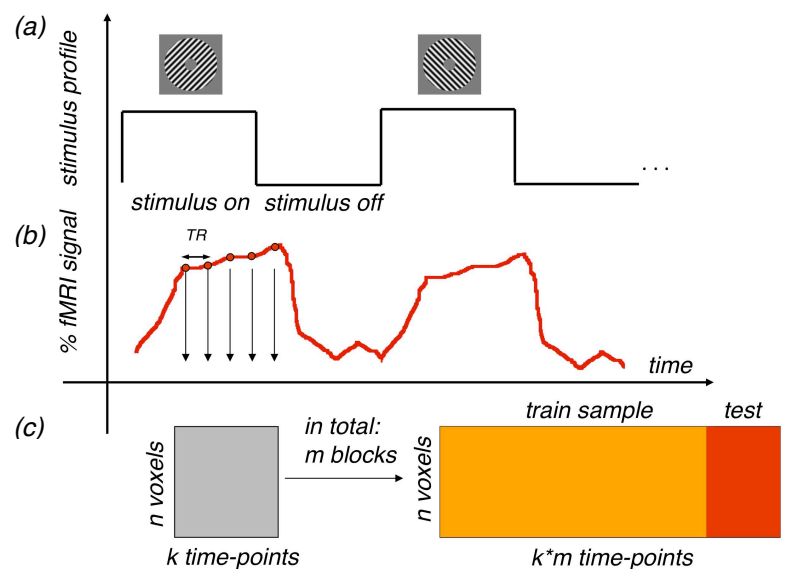 (a)
stimulus profile
stimulus on
stimulus off
. . .
(b)
% fMRI signal
TR
time
(c)
n voxels
k time-points
in total:
m blocks
train sample
test
n voxels
k*m time-points